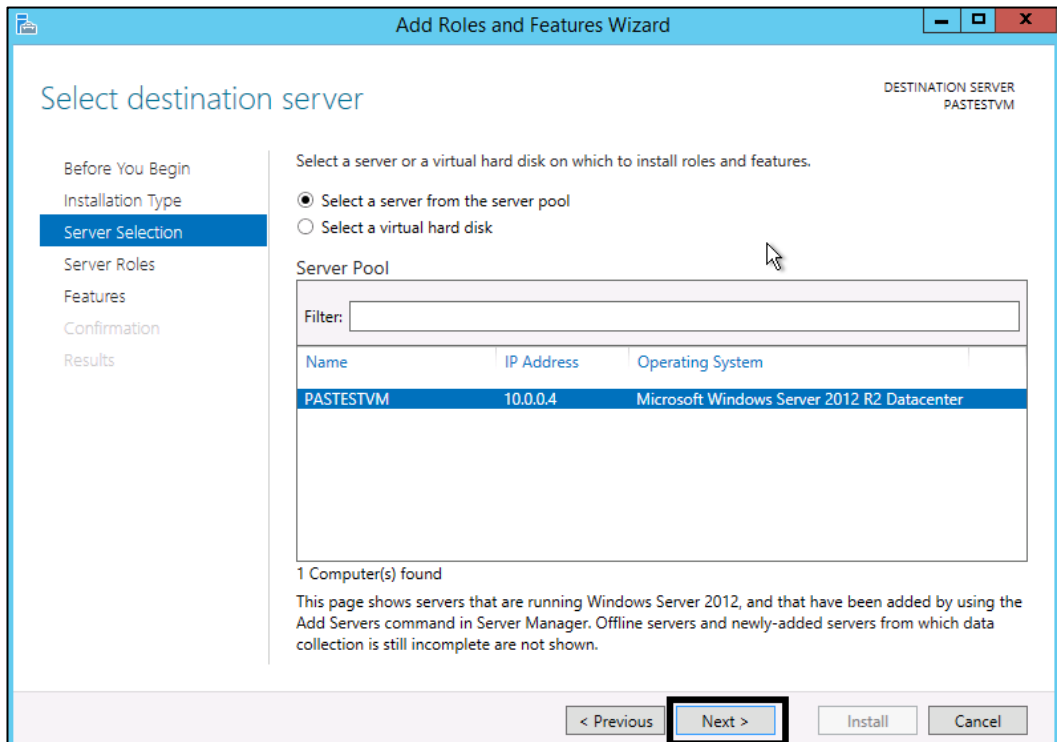 Add Roles and Features Wizard
Select destination server
DESTINATION SERVER
PASTESTVM
Before You Begin
Installation Type
Server Selection
Server Roles
Features
Confirmation
Results
Select a server or a virtual hard disk on which to install roles and features.
Select a server from the server pool
Select a virtual hard disk
Server Pool
Filter:
Name IP Address Operating System
PASTESTVM 10.0.0.4 Microsoft Windows Server 2012 R2 Datacenter
1 Computer(s) found
This page shows servers that are running Windows Server 2012, and that have been added by using the
Add Servers command in Server Manager. Offline servers and newly-added servers from which data
collection is still incomplete are not shown.
< Previous Next > Install Cancel